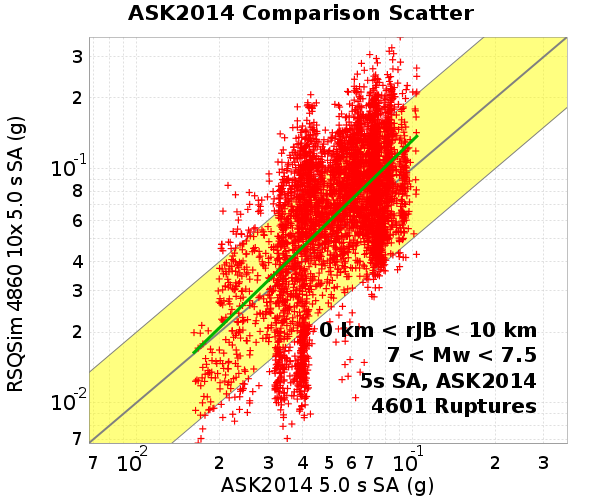 ASK2014 Comparison Scatter
RSQSim 4860 10x 5.0 s SA (g)
3
2
10-1
8
6
4
3
2
10-2
7
0 km < rJB < 10 km
7 < Mw < 7.5
5s SA, ASK2014
4601 Ruptures
7 10-2 2 3 4 5 6 7 10-1 2 3
ASK2014 5.0 s SA (g)